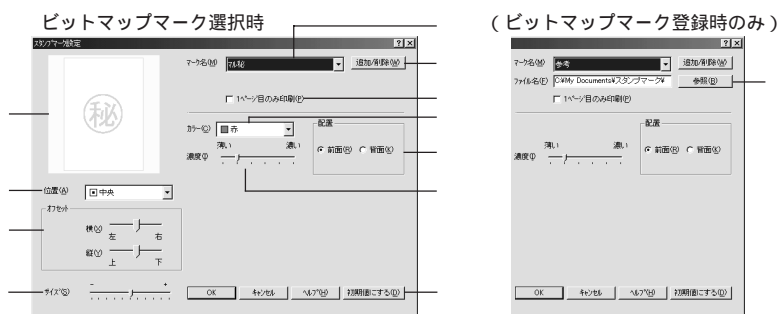 ビットマップマーク選択時
(ビットマップマーク登録時のみ)
スタンプマーク設定
マーク名(M) マル秘 追加/削除(W)
1ページ目のみ印刷(P)
秘
カラー(C) 赤
薄い 濃い
濃度(I)
配置
前面(R) 背面(K)
位置(A) 中央
オフセット
横(X)
左 右
縦(Y)
上 下
サイズ(S) - +
OK キャンセル ヘルプ(H) 初期値にする(D)
マーク名(M) 参考 追加/削除(W)
ファイル名(F) C:¥My Documents¥スタンプマーク¥ 参照(B)
1ページ目のみ印刷(P)
薄い 濃い
濃度(I)
配置
前面(R) 背面(K)
OK キャンセル ヘルプ(H) 初期値にする(D)